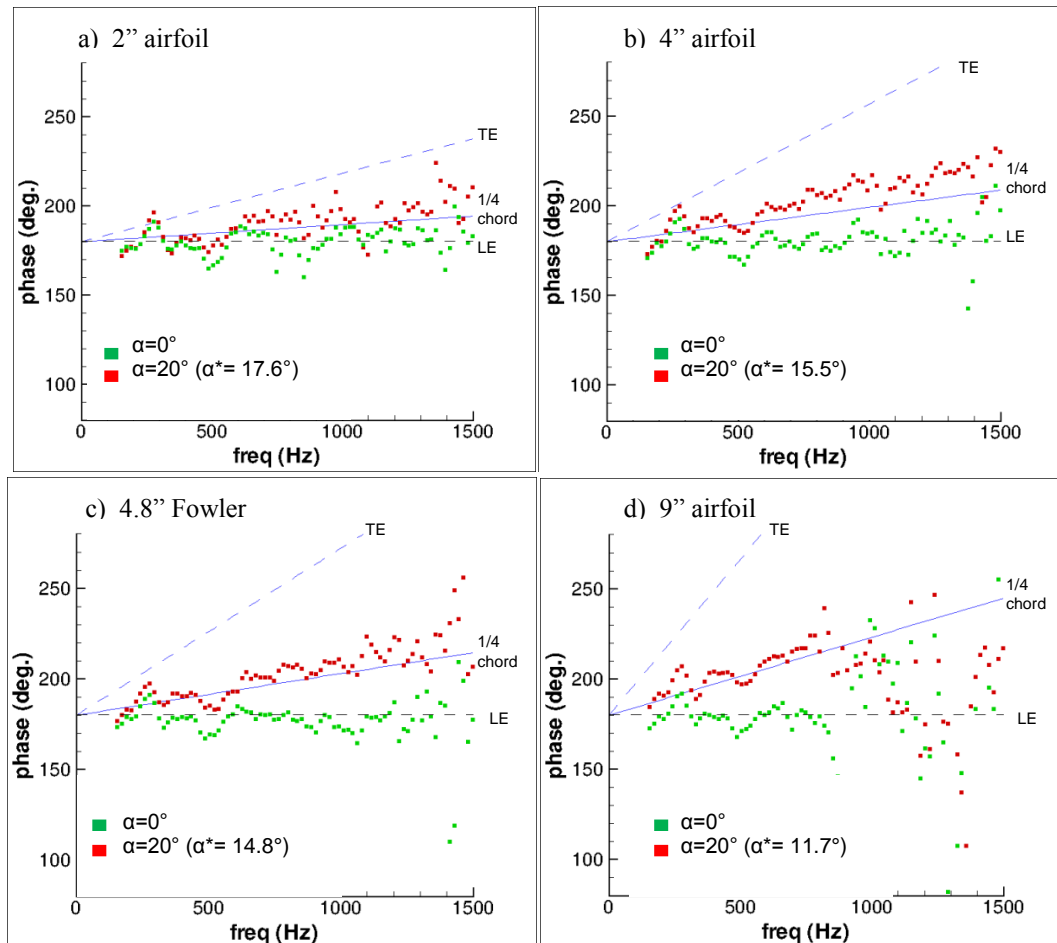 a) 2” airfoil
250
200
150
100
phase (deg.)
TE
1/4
chord
LE
α=0°
α=20° (α*= 17.6°)
0
500
1000
1500
freq (Hz)
b) 4” airfoil
250
200
150
100
phase (deg.)
TE
1/4
chord
LE
α=0°
α=20° (α*= 15.5°)
0
500
1000
1500
freq (Hz)
c) 4.8” Fowler
250
200
150
100
phase (deg.)
TE
1/4
chord
LE
α=0°
α=20° (α*= 14.8°)
0
500
1000
1500
freq (Hz)
d) 9” airfoil
250
200
150
100
phase (deg.)
TE
1/4
chord
LE
α=0°
α=20° (α*= 11.7°)
0
500
1000
1500
freq (Hz)